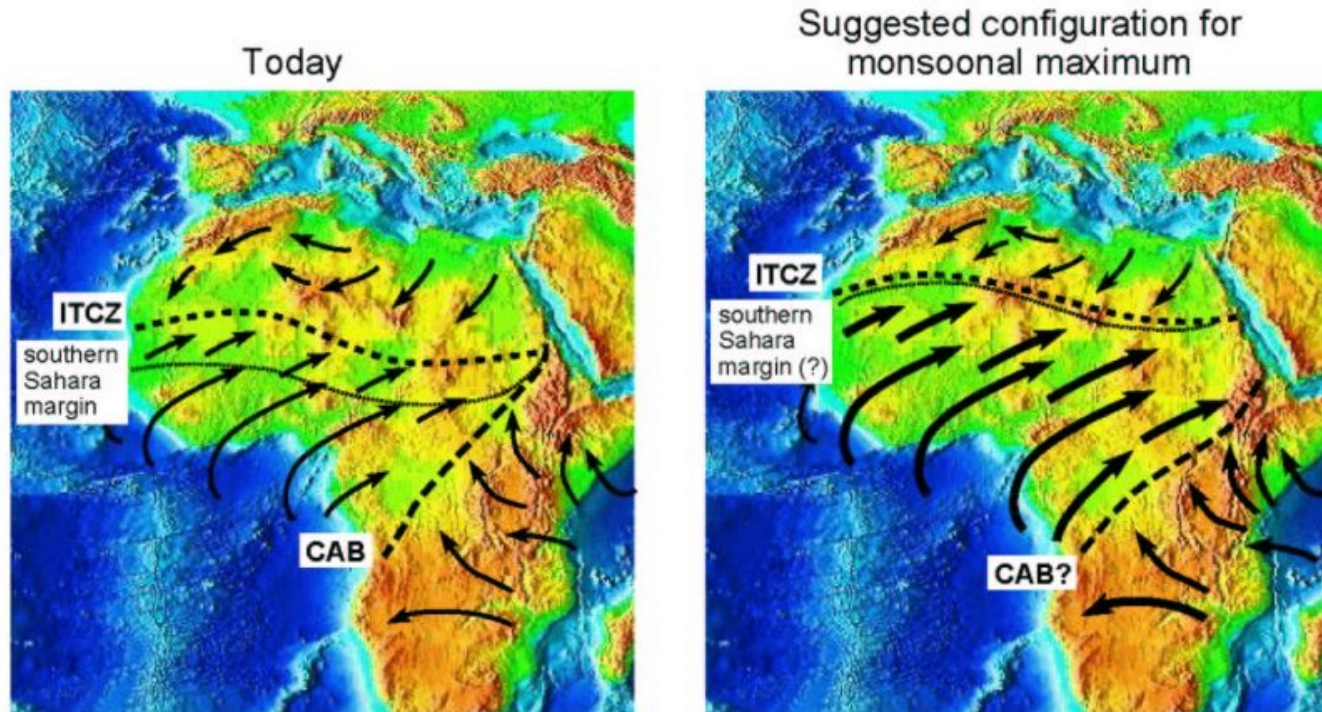 Today
ITCZ
southern
Sahara
margin
CAB
Suggested configuration for
monsoonal maximum
ITCZ
southern
Sahara
margin (?)
CAB?